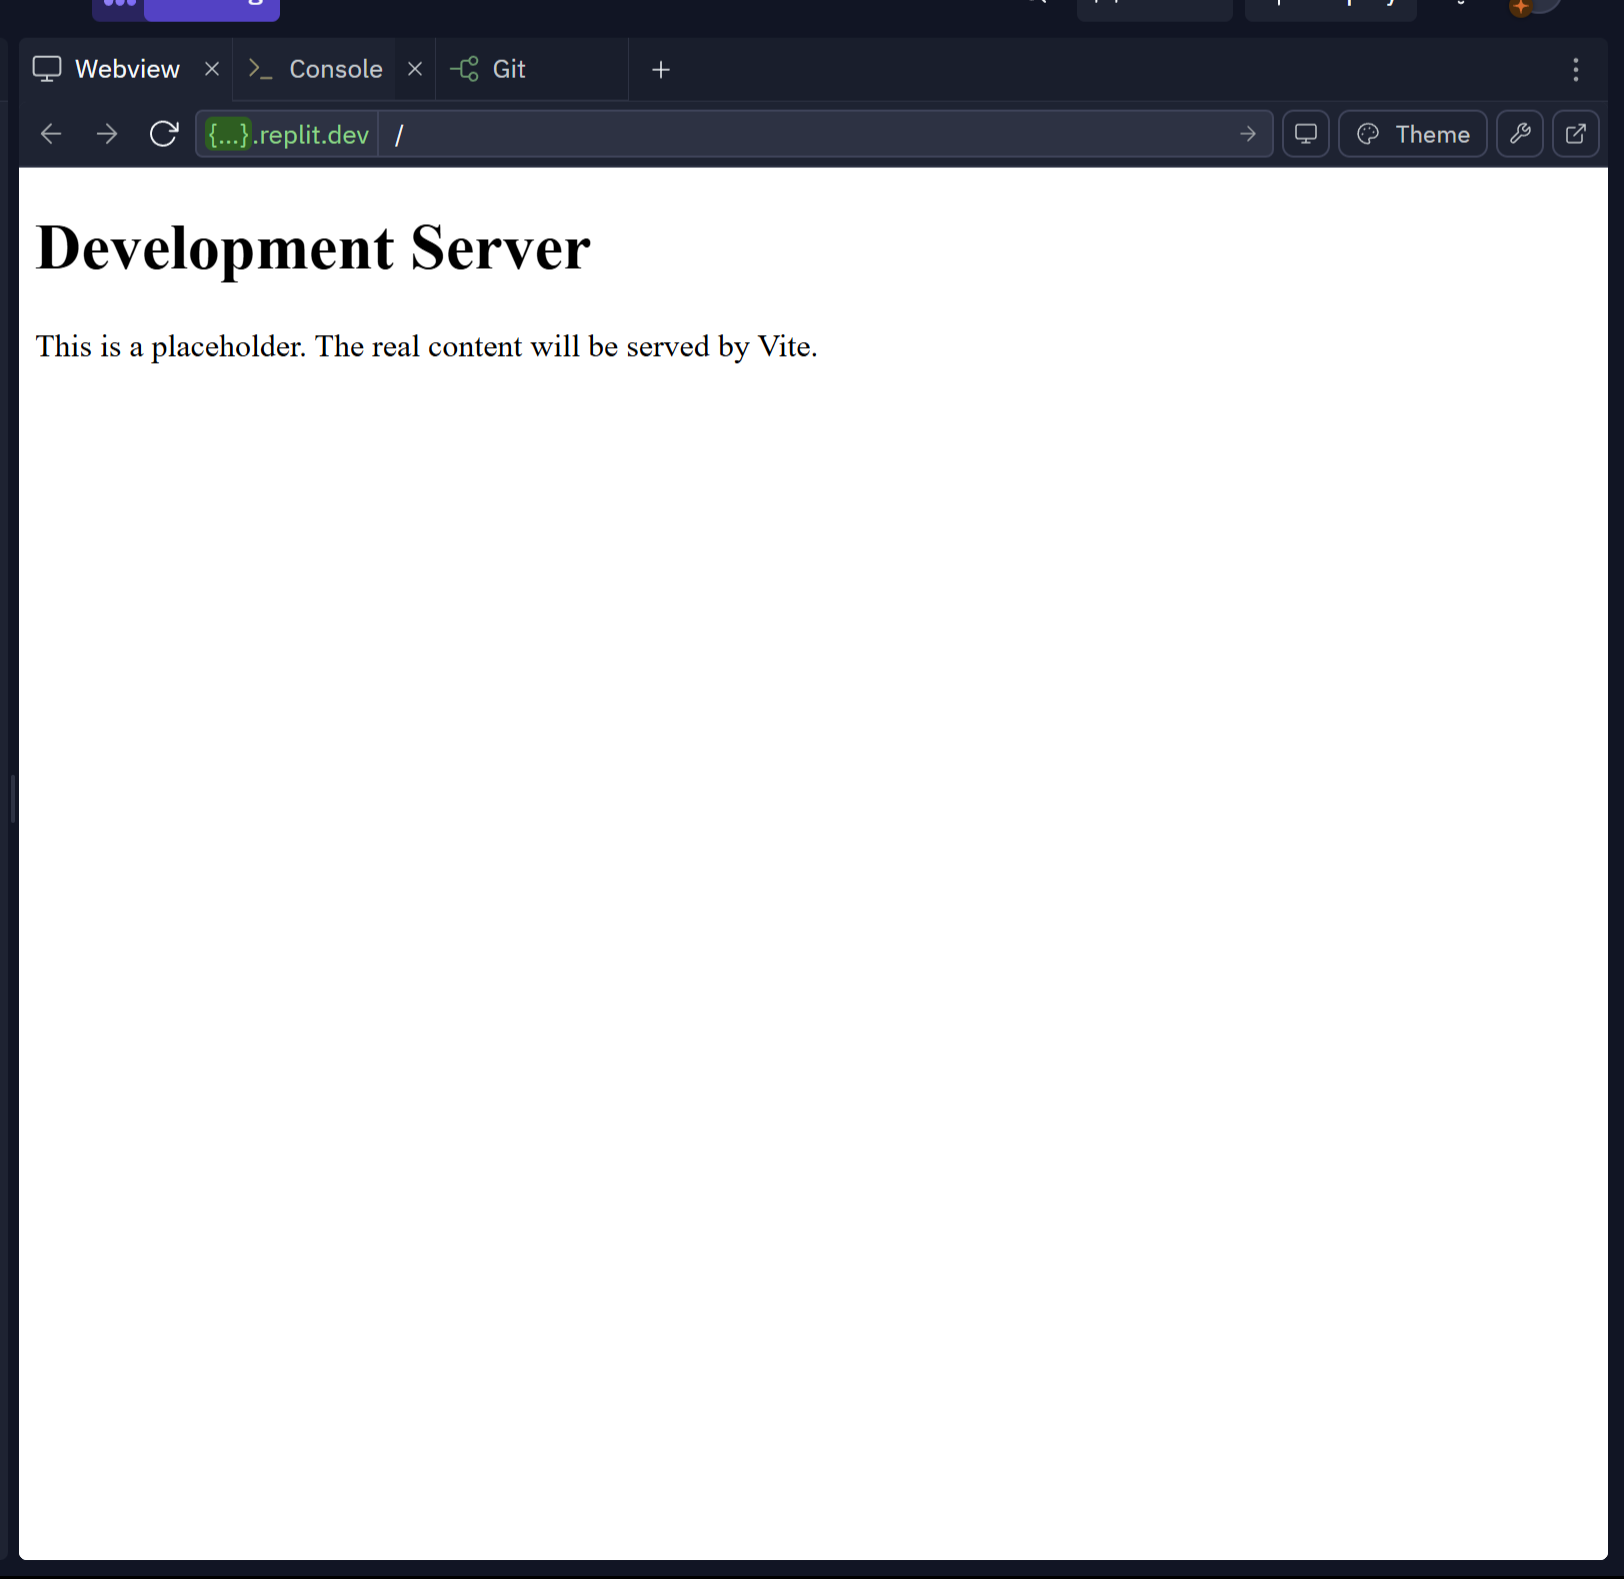 Webview
Console
Git
{...}.replit.dev /
Theme
Development Server
This is a placeholder. The real content will be served by Vite.